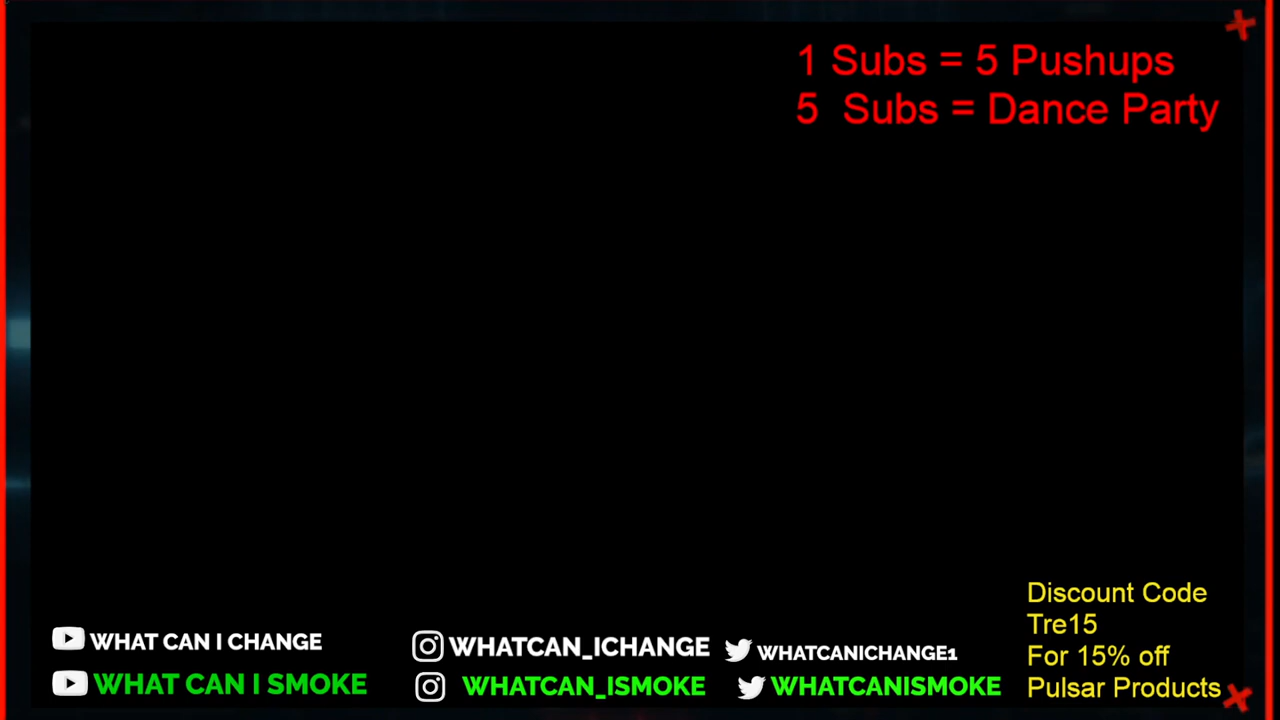 1 Subs = 5 Pushups
5 Subs = Dance Party
Discount Code
Tre15
For 15% off
Pulsar Products
WHAT CAN I CHANGE
WHATCAN_ICHANGE
WHATCANICHANGE1
WHAT CAN I SMOKE
WHATCAN_ISMOKE
WHATCANISMOKE